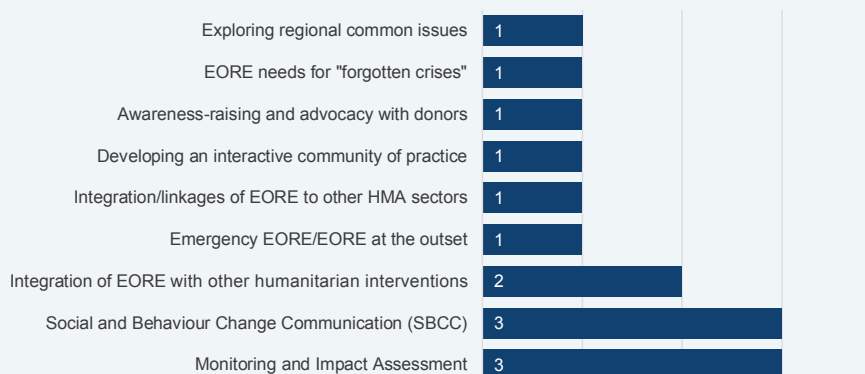 Exploring regional common issues 1
EORE needs for "forgotten crises" 1
Awareness-raising and advocacy with donors 1
Developing an interactive community of practice 1
Integration/linkages of EORE to other HMA sectors 1
Emergency EORE/EORE at the outset 1
Integration of EORE with other humanitarian interventions 2
Social and Behaviour Change Communication (SBCC) 3
Monitoring and Impact Assessment 3